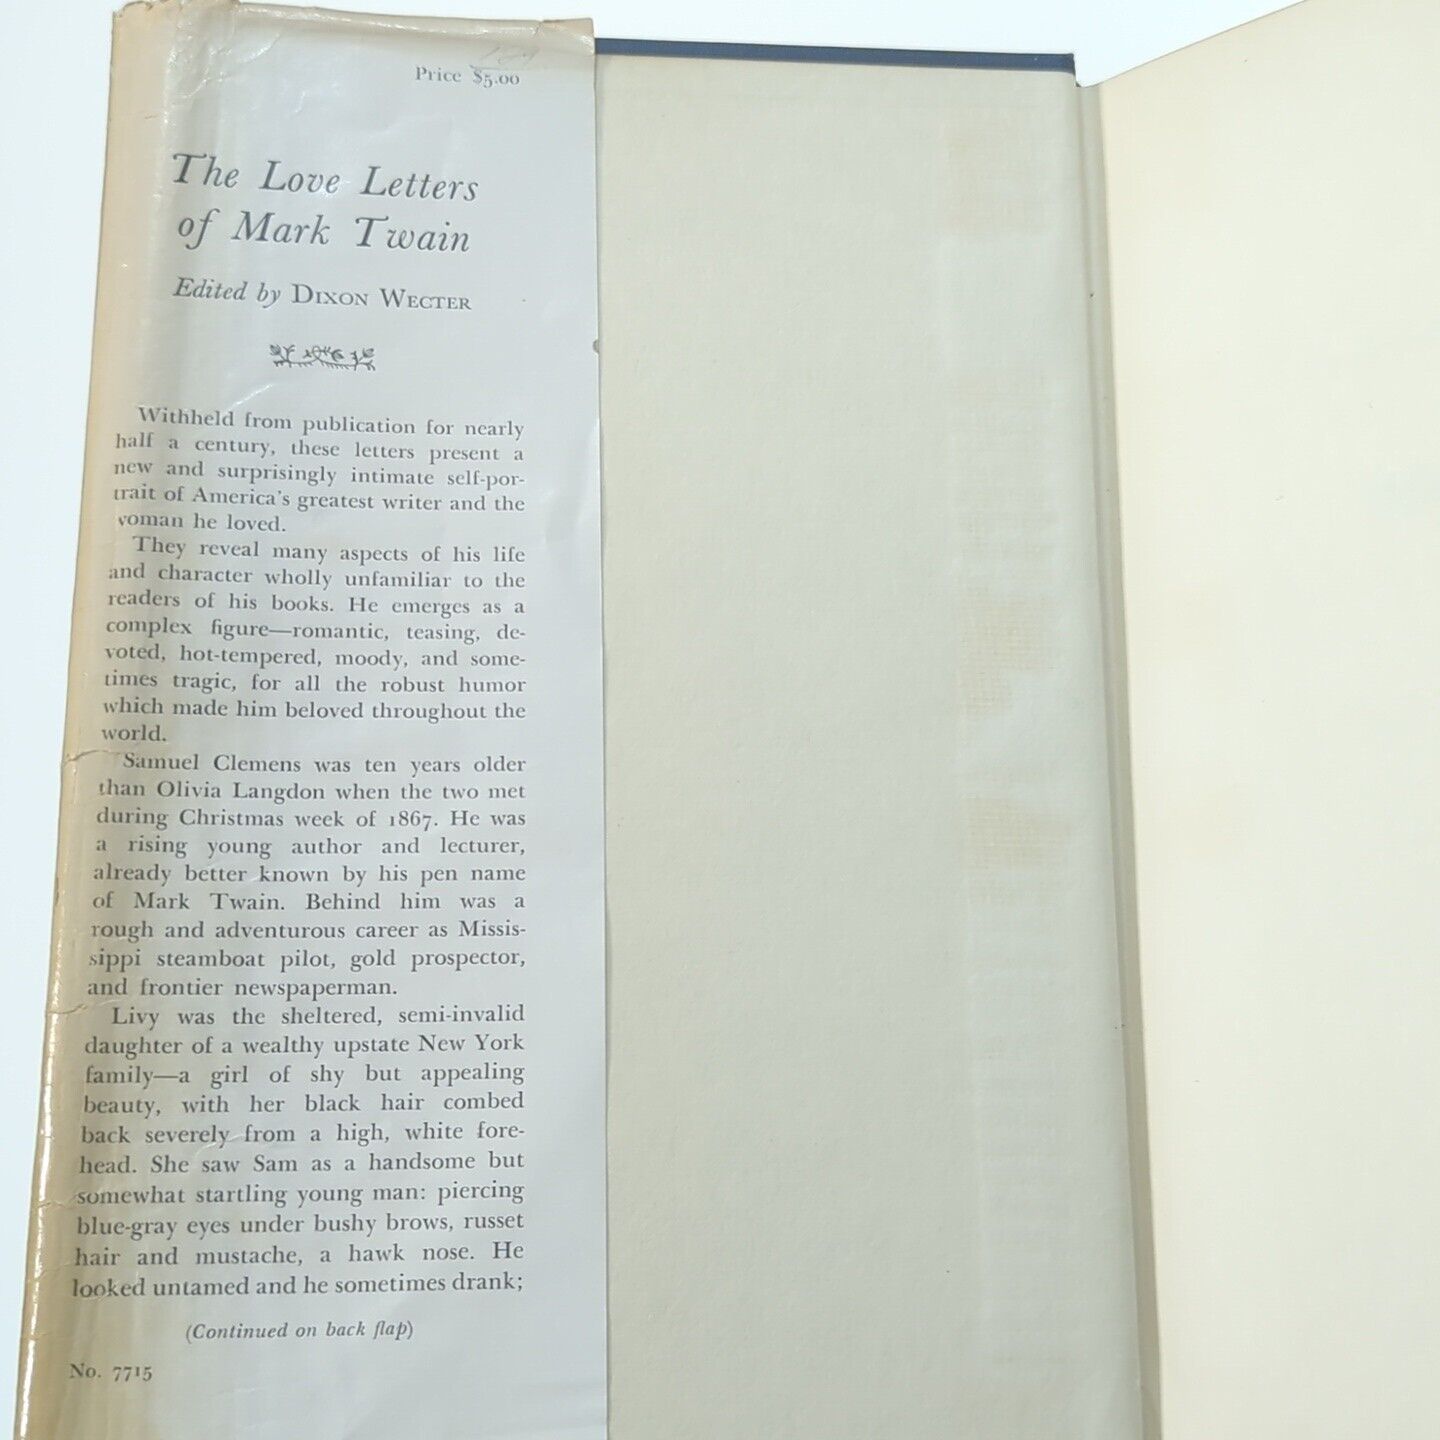 Price $5.00
The Love Letters
of Mark Twain
Edited by DIXON WECTER
Withheld from publication for nearly
half a century, these letters present a
new and surprisingly intimate self-por-
trait of America's greatest writer and the
woman he loved.
They reveal many aspects of his life
and character wholly unfamiliar to the
readers of his books. He emerges as a
complex figure—romantic, teasing, de-
voted, hot-tempered, moody, and some-
times tragic, for all the robust humor
which made him beloved throughout the
world.
Samuel Clemens was ten years older
than Olivia Langdon when the two met
during Christmas week of 1867. He was
a rising young author and lecturer,
already better known by his pen name
of Mark Twain. Behind him was a
rough and adventurous career as Missis-
sippi steamboat pilot, gold prospector,
and frontier newspaperman.
Livy was the sheltered, semi-invalid
daughter of a wealthy upstate New York
family—a girl of shy but appealing
beauty, with her black hair combed
back severely from a high, white fore-
head. She saw Sam as a handsome but
somewhat startling young man: piercing
blue-gray eyes under bushy brows, russet
hair and mustache, a hawk nose. He
looked untamed and he sometimes drank;
(Continued on back flap)
No. 7715